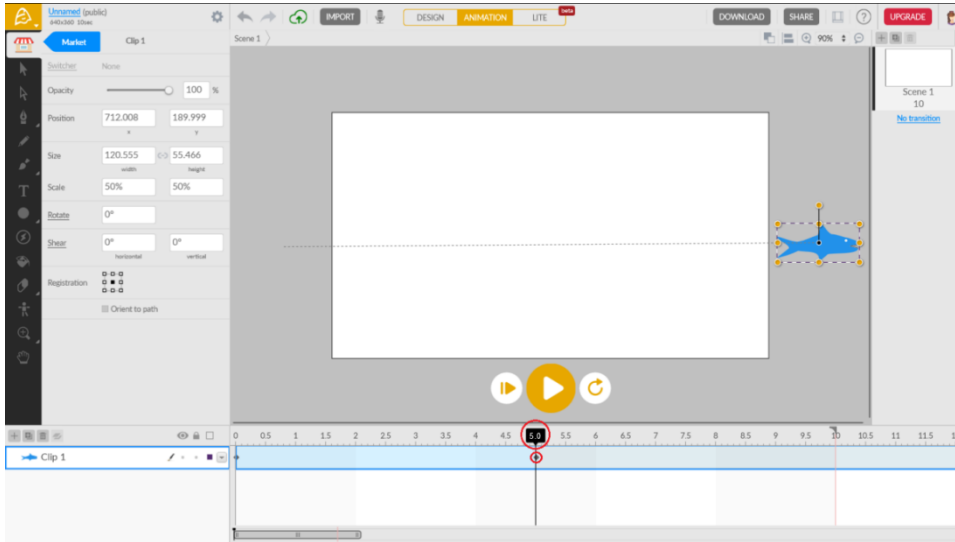 Unnamed (public)
640x360 10sec
IMPORT
DESIGN ANIMATION LITE beta
DOWNLOAD SHARE ? UPGRADE
Market Clip 1
Scene 1
90%
Switcher None
Opacity 100 %
Position 712.008 189.999
x y
Size 120.555 55.466
width height
Scale 50% 50%
Rotate 0°
Shear 0° 0°
horizontal vertical
Registration
Orient to path
Scene 1
10
No transition
0 0.5 1 1.5 2 2.5 3 3.5 4 4.5 5.0 5.5 6 6.5 7 7.5 8 8.5 9 9.5 10 10.5 11 11.5
Clip 1